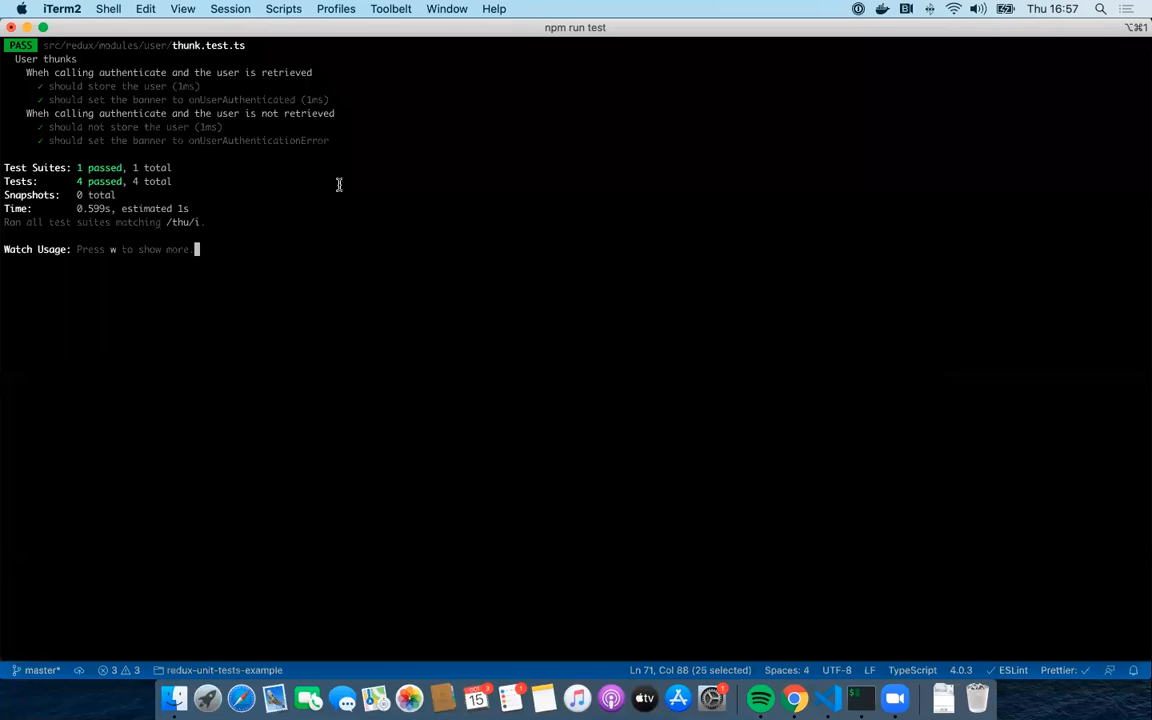 iTerm2 Shell Edit View Session Scripts Profiles Toolbelt Window Help Thu 16:57
npm run test ⌥⌘1
PASS src/redux/modules/user/thunk.test.ts
User thunks
Wheh calling authenticate and the user is retrieved
✓ should store the user (1ms)
✓ should set the banner to onUserAuthenticated (1ms)
Wheh calling authenticate and the user is not retrieved
✓ should not store the user (1ms)
✓ should set the banner to onUserAuthenticationError
Test Suites: 1 passed, 1 total
Tests: 4 passed, 4 total
Snapshots: 0 total
Time: 0.599s, estimated 1s
Ran all test suites matching /thu/i.
Watch Usage: Press w to show more.
master* 3 3 redux-unit-tests-example Ln 71, Col 88 (25 selected) Spaces: 4 UTF-8 LF TypeScript 4.0.3 ✓ ESLint Prettier: ✓